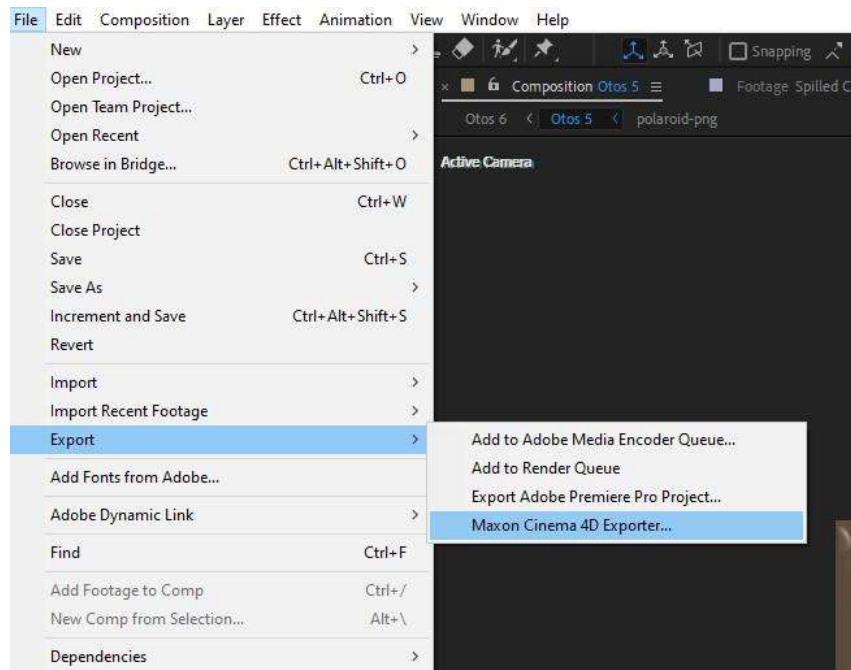 File Edit Composition Layer Effect Animation View Window Help
New
Open Project... Ctrl+O
Open Team Project...
Open Recent
Browse in Bridge... Ctrl+Alt+Shift+O
Close Ctrl+W
Close Project
Save Ctrl+S
Save As
Increment and Save Ctrl+Alt+Shift+S
Revert
Import
Import Recent Footage
Export
Add Fonts from Adobe...
Adobe Dynamic Link
Find Ctrl+F
Add Footage to Comp Ctrl+/
New Comp from Selection... Alt+\
Dependencies
Add to Adobe Media Encoder Queue...
Add to Render Queue
Export Adobe Premiere Pro Project...
Maxon Cinema 4D Exporter...
Snapping
Composition Otos 5 Footage Spilled C
Otos 6 Otos 5 polaroid-png
Active Camera